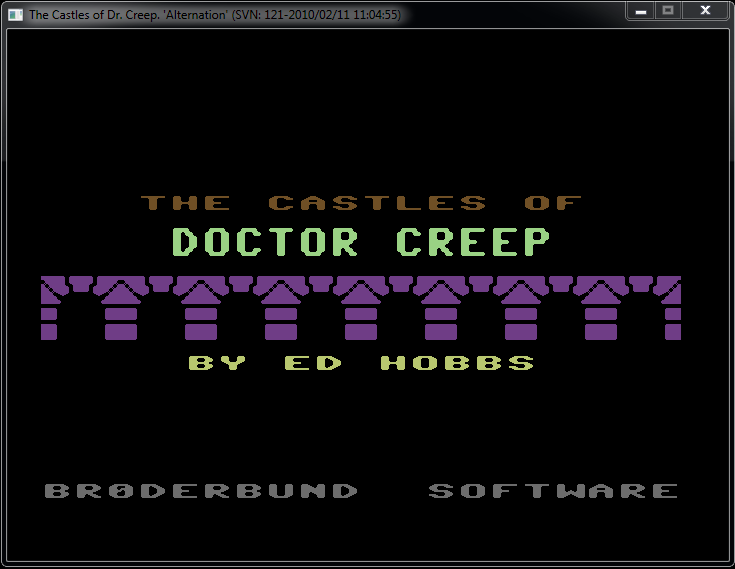 The Castles of Dr. Creep. 'Alternation' (SVN: 121-2010/02/11 11:04:55)
THE CASTLES OF
DOCTOR CREEP
BY ED HOBBS
BRØDERBUND SOFTWARE